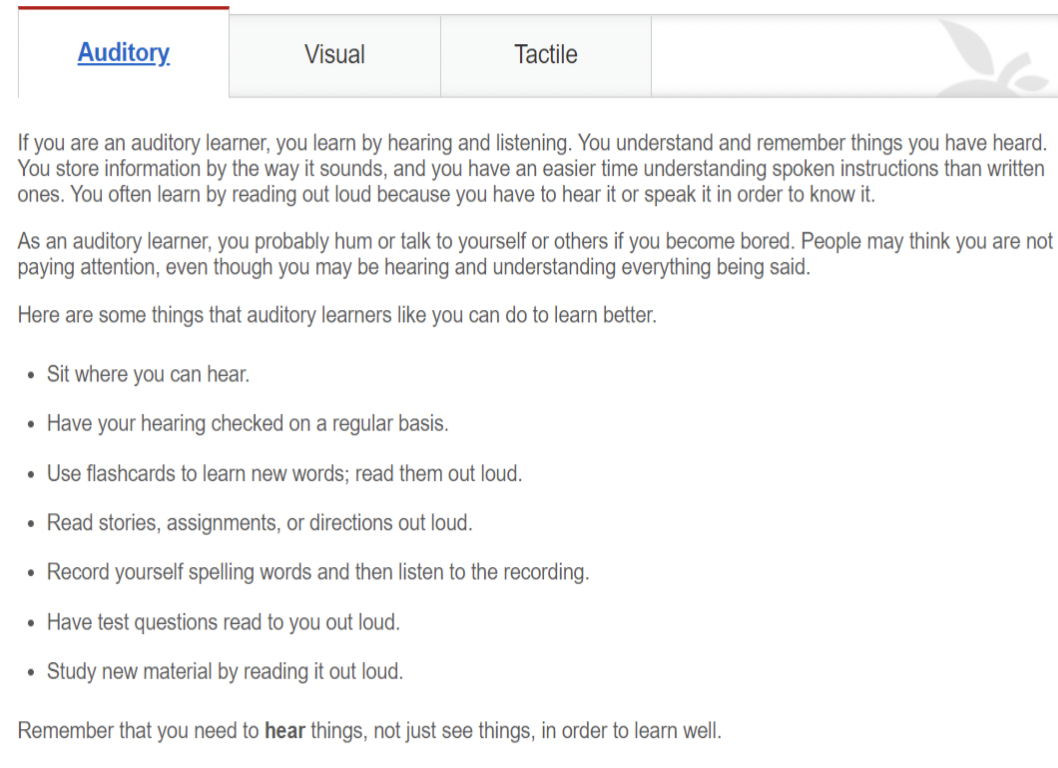 Auditory
Visual
Tactile
If you are an auditory learner, you learn by hearing and listening. You understand and remember things you have heard.
You store information by the way it sounds, and you have an easier time understanding spoken instructions than written
ones. You often learn by reading out loud because you have to hear it or speak it in order to know it.
As an auditory learner, you probably hum or talk to yourself or others if you become bored. People may think you are not
paying attention, even though you may be hearing and understanding everything being said.
Here are some things that auditory learners like you can do to learn better.
• Sit where you can hear.
• Have your hearing checked on a regular basis.
• Use flashcards to learn new words; read them out loud.
• Read stories, assignments, or directions out loud.
• Record yourself spelling words and then listen to the recording.
• Have test questions read to you out loud.
• Study new material by reading it out loud.
Remember that you need to hear things, not just see things, in order to learn well.